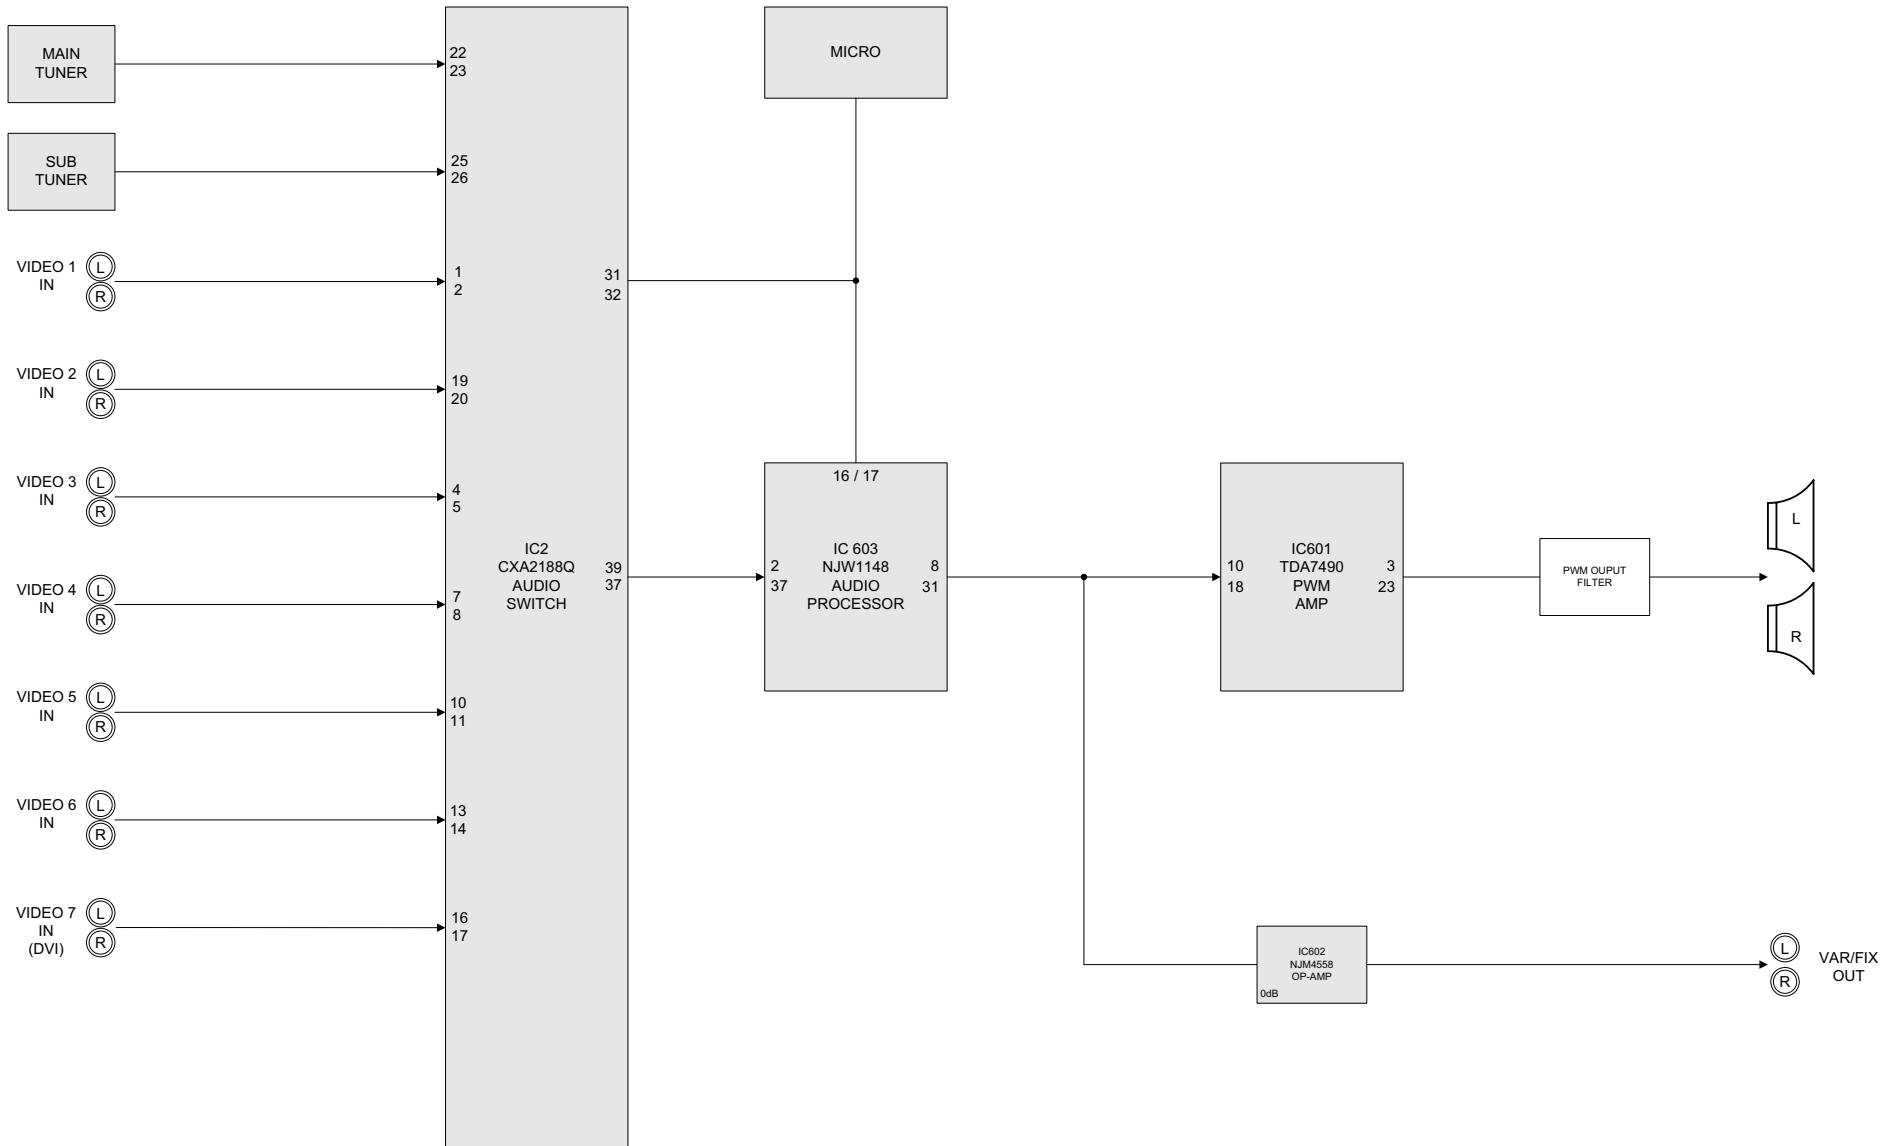 MAIN
TUNER
22
23
MICRO
SUB
TUNER
25
26
VIDEO 1
IN
L
R
1
2
31
32
VIDEO 2
IN
L
R
19
20
VIDEO 3
IN
L
R
4
5
VIDEO 4
IN
L
R
7
8
IC2
CXA2188Q
AUDIO
SWITCH
39
37
16 / 17
2
37
IC 603
NJW1148
AUDIO
PROCESSOR
8
31
10
18
IC601
TDA7490
PWM
AMP
3
23
PWM OUPUT
FILTER
L
R
VIDEO 5
IN
L
R
10
11
VIDEO 6
IN
L
R
13
14
VIDEO 7
IN
(DVI)
L
R
16
17
IC602
NJM4558
OP-AMP
0dB
L
R
VAR/FIX
OUT